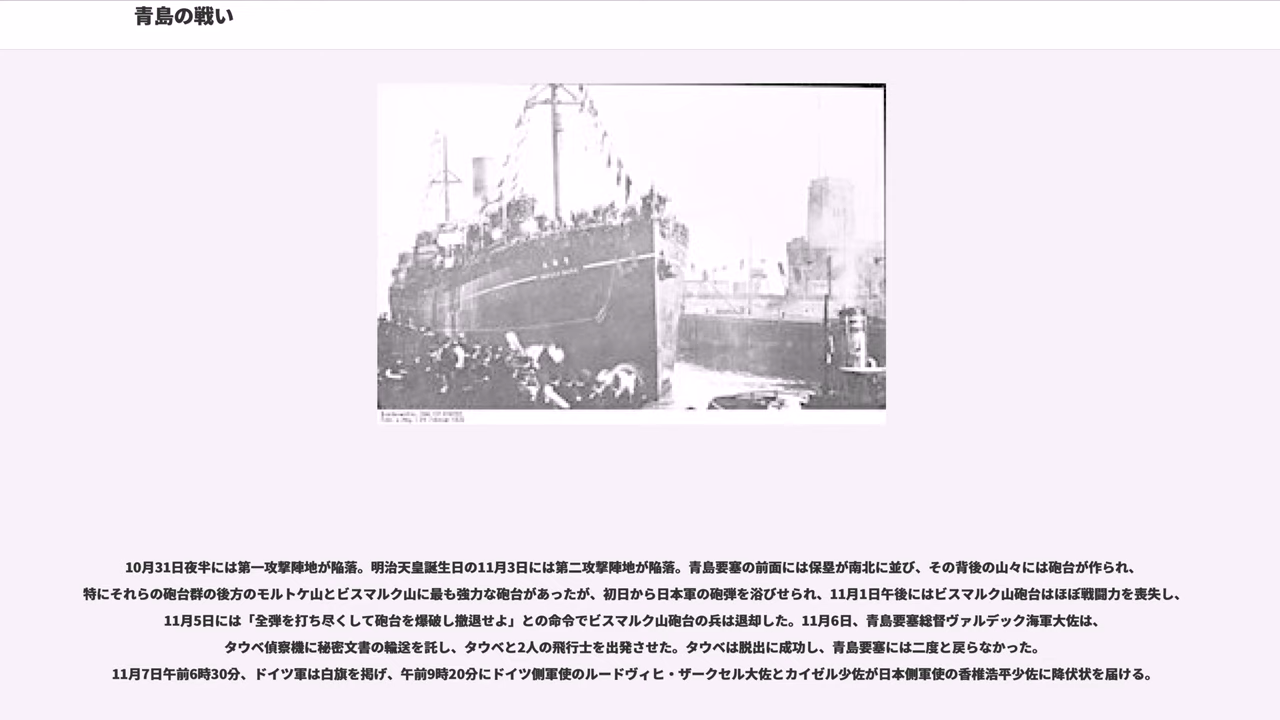 青島の戦い
10月31日夜半には第一攻撃陣地が陥落。明治天皇誕生日の11月3日には第二攻撃陣地が陥落。青島要塞の前面には保塁が南北に並び、その背後の山々には砲台が作られ、
特にそれらの砲台群の後方のモルトケ山とビスマルク山に最も強力な砲台があったが、初日から日本軍の砲弾を浴びせられ、11月1日午後にはビスマルク山砲台はほぼ戦闘力を喪失し、
11月5日には「全弾を打ち尽くして砲台を爆破し撤退せよ」との命令でビスマルク山砲台の兵は退却した。11月6日、青島要塞総督ヴァルデック海軍大佐は、
タウベ偵察機に秘密文書の輸送を託し、タウベと2人の飛行士を出発させた。タウベは脱出に成功し、青島要塞には二度と戻らなかった。
11月7日午前6時30分、ドイツ軍は白旗を掲げ、午前9時20分にドイツ側軍使のルードヴィヒ・ザークセル大佐とカイゼル少佐が日本側軍使の香椎浩平少佐に降伏状を届ける。